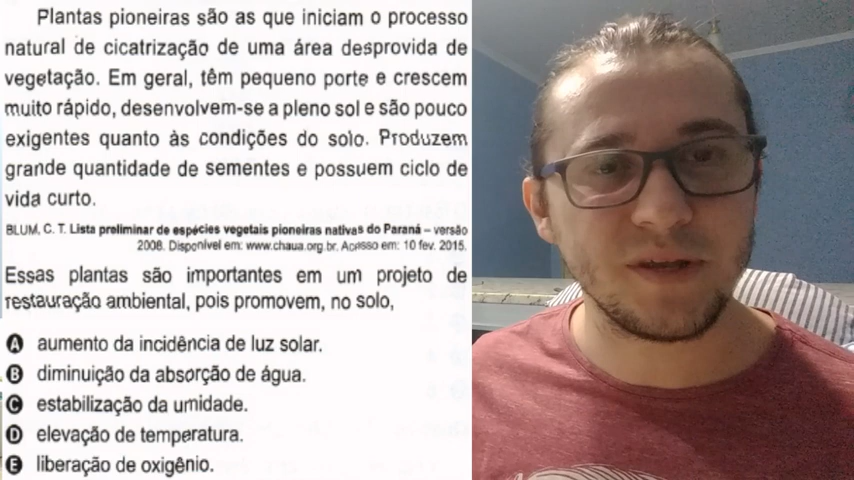 Plantas pioneiras são as que iniciam o processo
natural de cicatrização de uma área desprovida de
vegetação. Em geral, têm pequeno porte e crescem
muito rápido, desenvolvem-se a pleno sol e são pouco
exigentes quanto às condições do solo. Produzem
grande quantidade de sementes e possuem ciclo de
vida curto.
BLUM, C. T. Lista preliminar de espécies vegetais pioneiras nativas do Paraná – versão
2008. Disponível em: www.chaua.org.br. Acesso em: 10 fev. 2015.
Essas plantas são importantes em um projeto de
restauração ambiental, pois promovem, no solo,
A aumento da incidência de luz solar.
B diminuição da absorção de água.
C estabilização da umidade.
D elevação de temperatura.
E liberação de oxigênio.